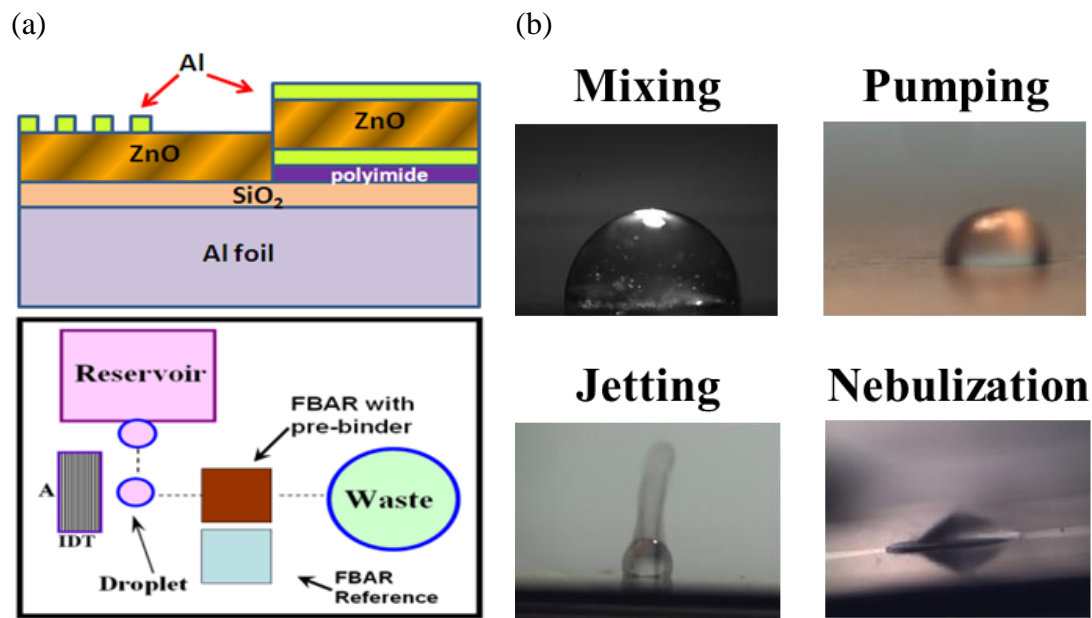 (a)
Al
ZnO
ZnO
polyimide
SiO₂
Al foil
Reservoir
FBAR with
pre-binder
A
IDT
Waste
Droplet
FBAR
Reference
(b)
Mixing
Pumping
Jetting
Nebulization